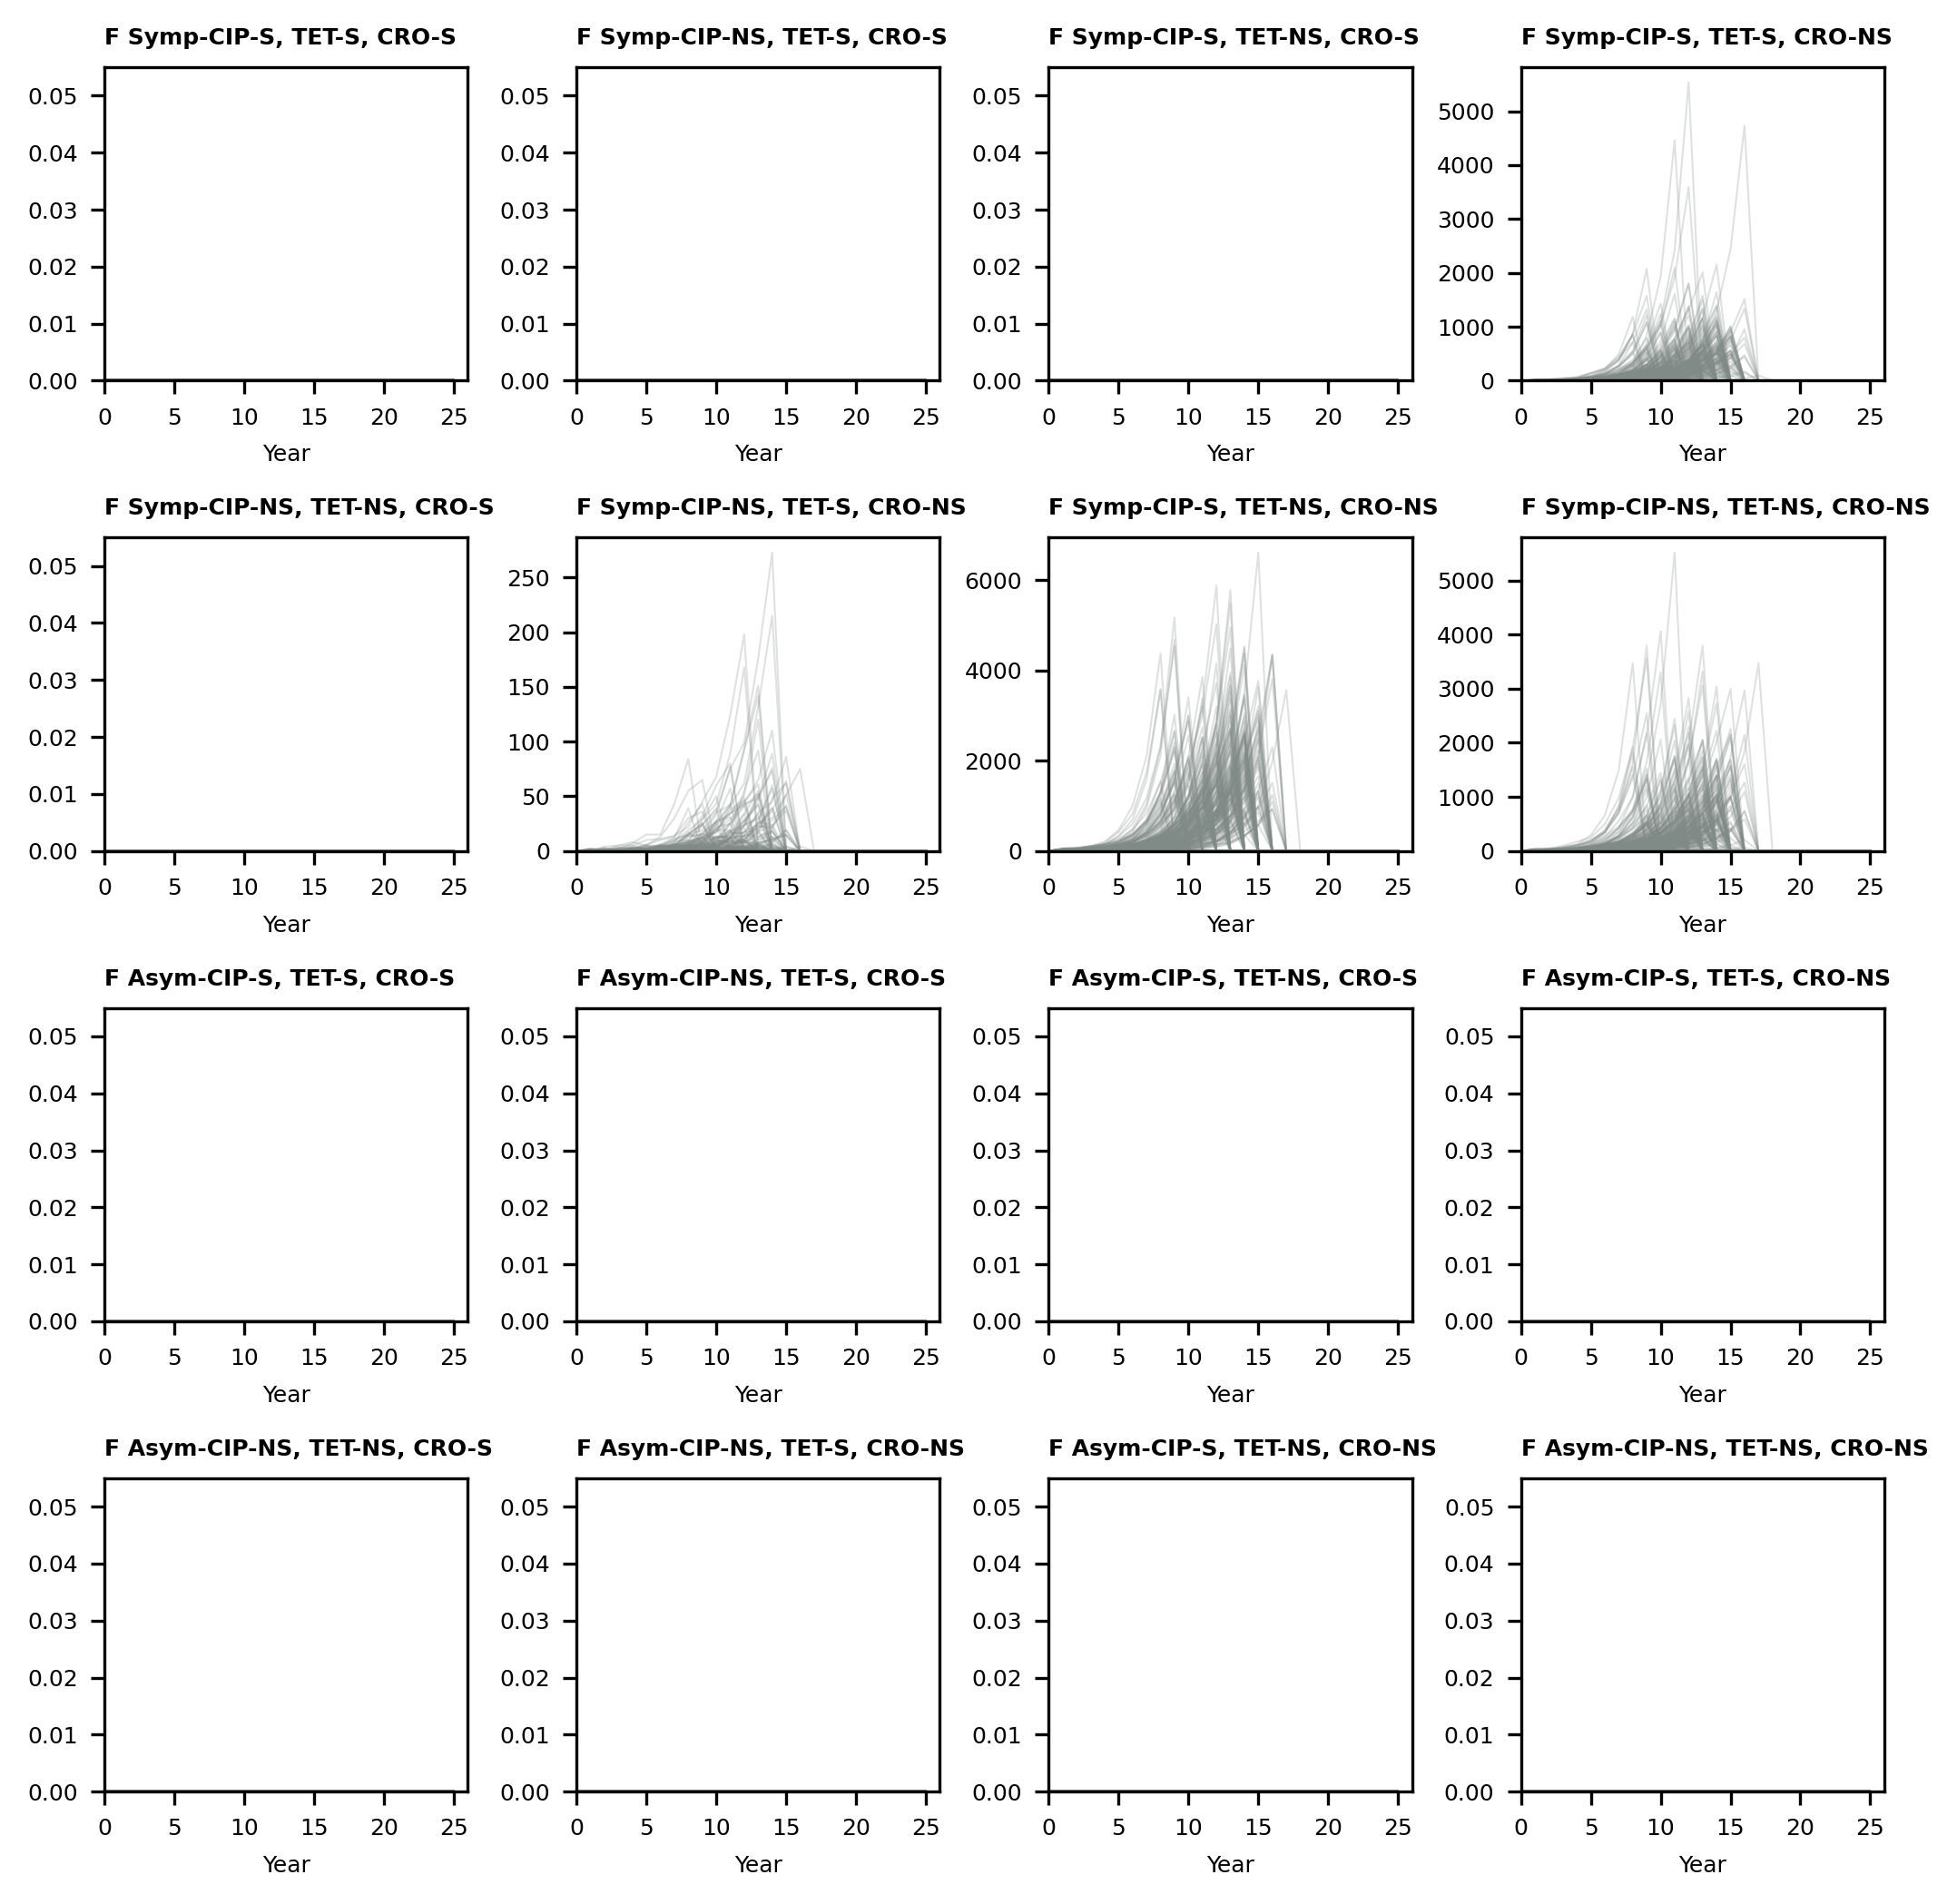 F Symp-CIP-S, TET-S, CRO-S
0.05
0.04
0.03
0.02
0.01
0.00
0 5 10 15 20 25
Year
F Symp-CIP-NS, TET-S, CRO-S
0.05
0.04
0.03
0.02
0.01
0.00
0 5 10 15 20 25
Year
F Symp-CIP-S, TET-NS, CRO-S
0.05
0.04
0.03
0.02
0.01
0.00
0 5 10 15 20 25
Year
F Symp-CIP-S, TET-S, CRO-NS
5000
4000
3000
2000
1000
0
0 5 10 15 20 25
Year
F Symp-CIP-NS, TET-NS, CRO-S
0.05
0.04
0.03
0.02
0.01
0.00
0 5 10 15 20 25
Year
F Symp-CIP-NS, TET-S, CRO-NS
250
200
150
100
50
0
0 5 10 15 20 25
Year
F Symp-CIP-S, TET-NS, CRO-NS
6000
4000
2000
0
0 5 10 15 20 25
Year
F Symp-CIP-NS, TET-NS, CRO-NS
5000
4000
3000
2000
1000
0
0 5 10 15 20 25
Year
F Asym-CIP-S, TET-S, CRO-S
0.05
0.04
0.03
0.02
0.01
0.00
0 5 10 15 20 25
Year
F Asym-CIP-NS, TET-S, CRO-S
0.05
0.04
0.03
0.02
0.01
0.00
0 5 10 15 20 25
Year
F Asym-CIP-S, TET-NS, CRO-S
0.05
0.04
0.03
0.02
0.01
0.00
0 5 10 15 20 25
Year
F Asym-CIP-S, TET-S, CRO-NS
0.05
0.04
0.03
0.02
0.01
0.00
0 5 10 15 20 25
Year
F Asym-CIP-NS, TET-NS, CRO-S
0.05
0.04
0.03
0.02
0.01
0.00
0 5 10 15 20 25
Year
F Asym-CIP-NS, TET-S, CRO-NS
0.05
0.04
0.03
0.02
0.01
0.00
0 5 10 15 20 25
Year
F Asym-CIP-S, TET-NS, CRO-NS
0.05
0.04
0.03
0.02
0.01
0.00
0 5 10 15 20 25
Year
F Asym-CIP-NS, TET-NS, CRO-NS
0.05
0.04
0.03
0.02
0.01
0.00
0 5 10 15 20 25
Year